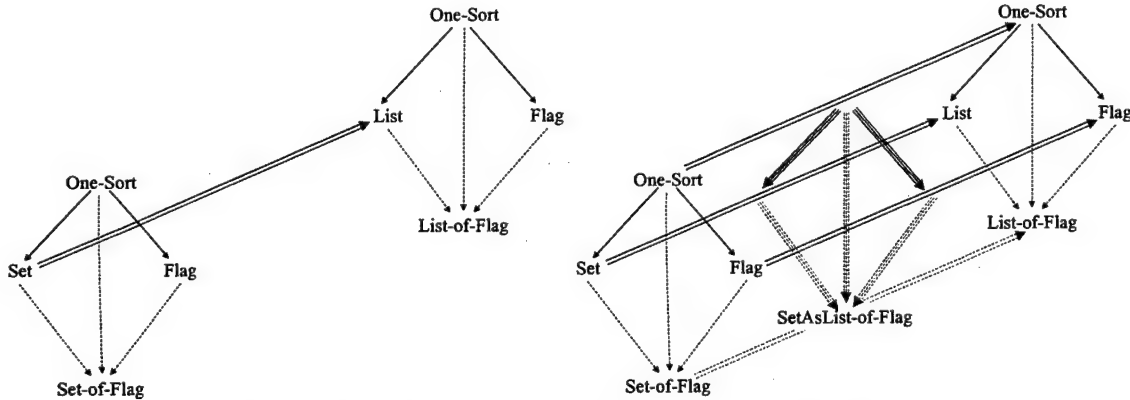 One-Sort
List
Flag
One-Sort
List-of-Flag
Set
Flag
Set-of-Flag
One-Sort
List
Flag
One-Sort
List-of-Flag
Set
Flag
SetAsList-of-Flag
Set-of-Flag